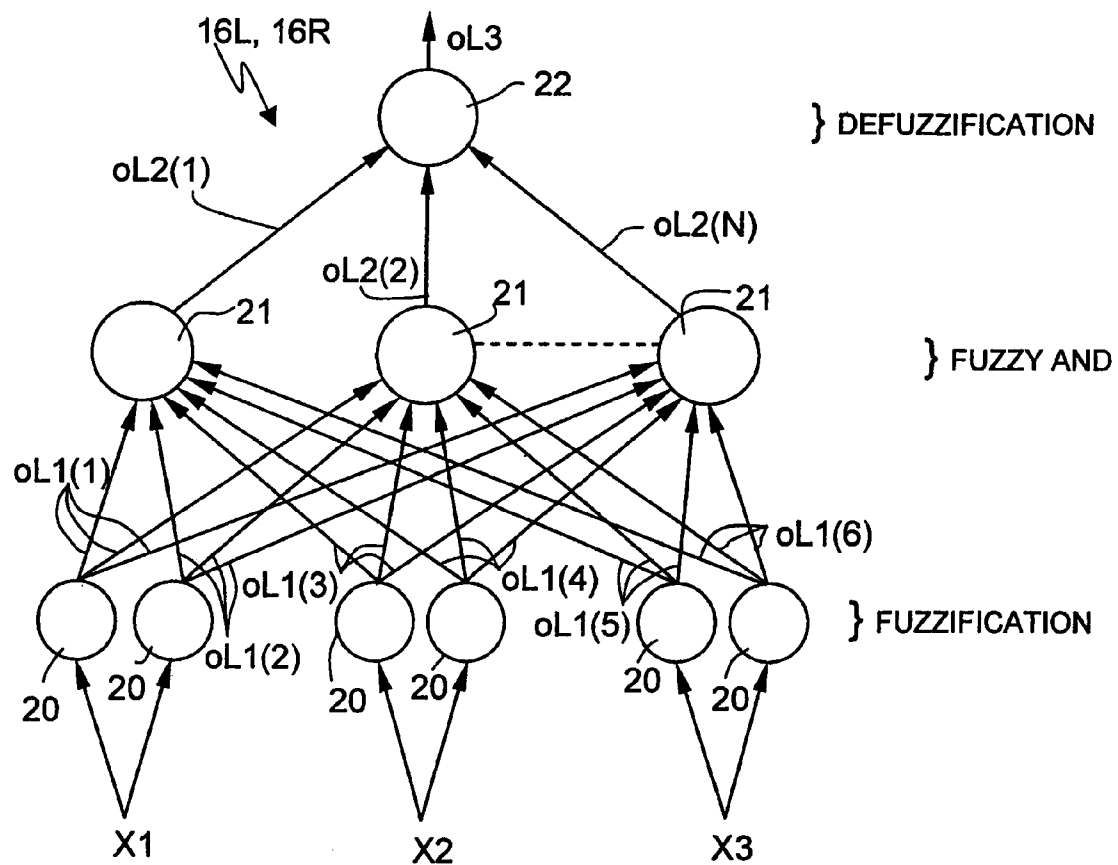 16L, 16R
oL3
22
} DEFUZZIFICATION
oL2(1)
oL2(N)
oL2(2)
21
21
21
} FUZZY AND
oL1(1)
oL1(6)
oL1(3)
oL1(4)
oL1(5)
oL1(2)
} FUZZIFICATION
20
20
20
20
20
20
X1
X2
X3